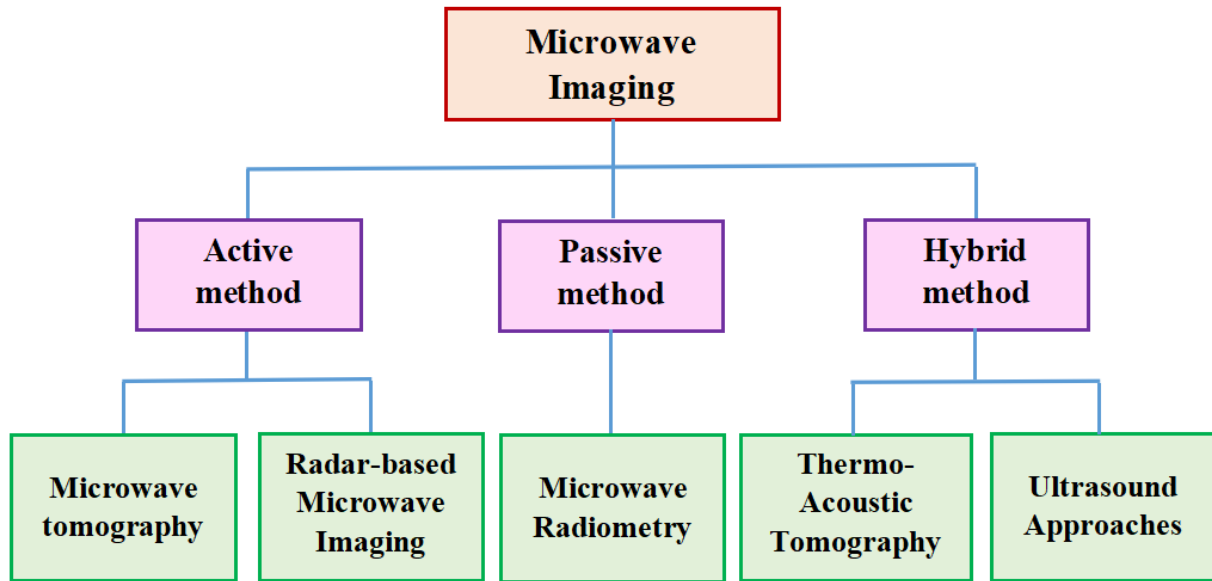 Microwave
Imaging
Active
method
Passive
method
Hybrid
method
Microwave
tomography
Radar-based
Microwave
Imaging
Microwave
Radiometry
Thermo-
Acoustic
Tomography
Ultrasound
Approaches